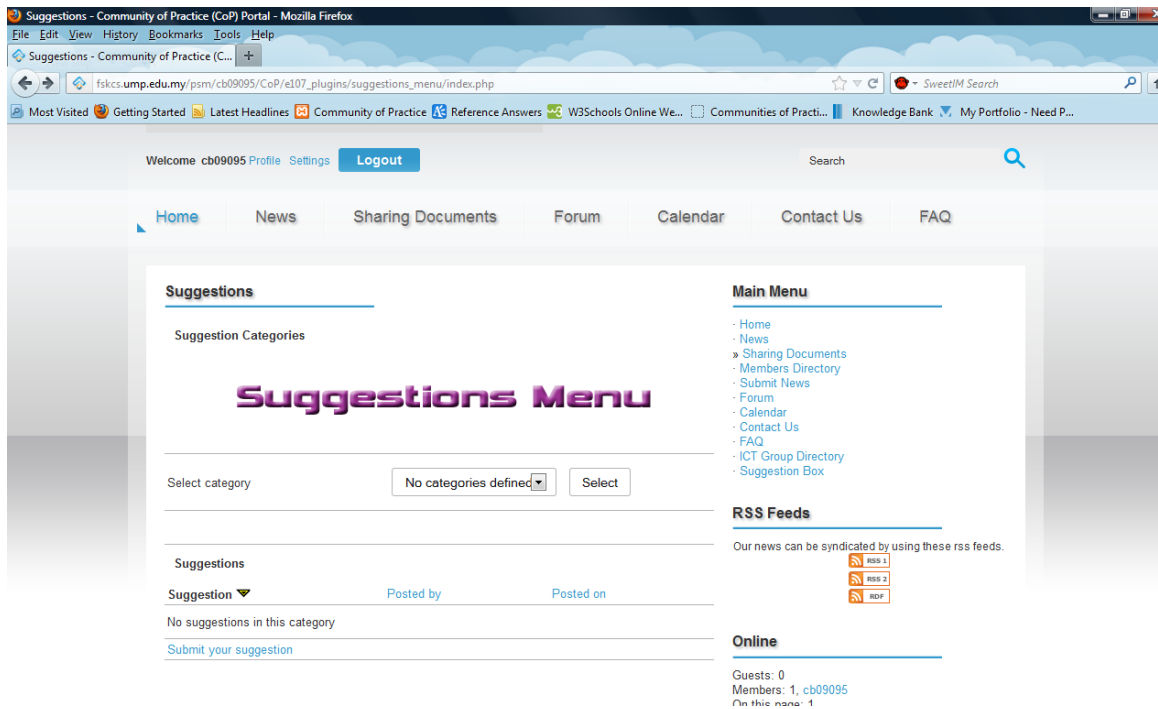 Suggestions - Community of Practice (CoP) Portal - Mozilla Firefox
File Edit View History Bookmarks Tools Help
Suggestions - Community of Practice (C... +
fskcs.ump.edu.my/psm/cb09095/CoP/e107_plugins/suggestions_menu/index.php SweetIM Search
Most Visited Getting Started Latest Headlines Community of Practice Reference Answers W3Schools Online We... Communities of Practi... Knowledge Bank My Portfolio - Need P...
Welcome cb09095 Profile Settings Logout Search
Home News Sharing Documents Forum Calendar Contact Us FAQ
Suggestions
Suggestion Categories
Suggestions Menu
Select category No categories defined Select
Suggestions
Suggestion Posted by Posted on
No suggestions in this category
Submit your suggestion
Main Menu
· Home
· News
» Sharing Documents
· Members Directory
· Submit News
· Forum
· Calendar
· Contact Us
· FAQ
· ICT Group Directory
· Suggestion Box
RSS Feeds
Our news can be syndicated by using these rss feeds.
RSS 1
RSS 2
RDF
Online
Guests: 0
Members: 1, cb09095
On this page: 1